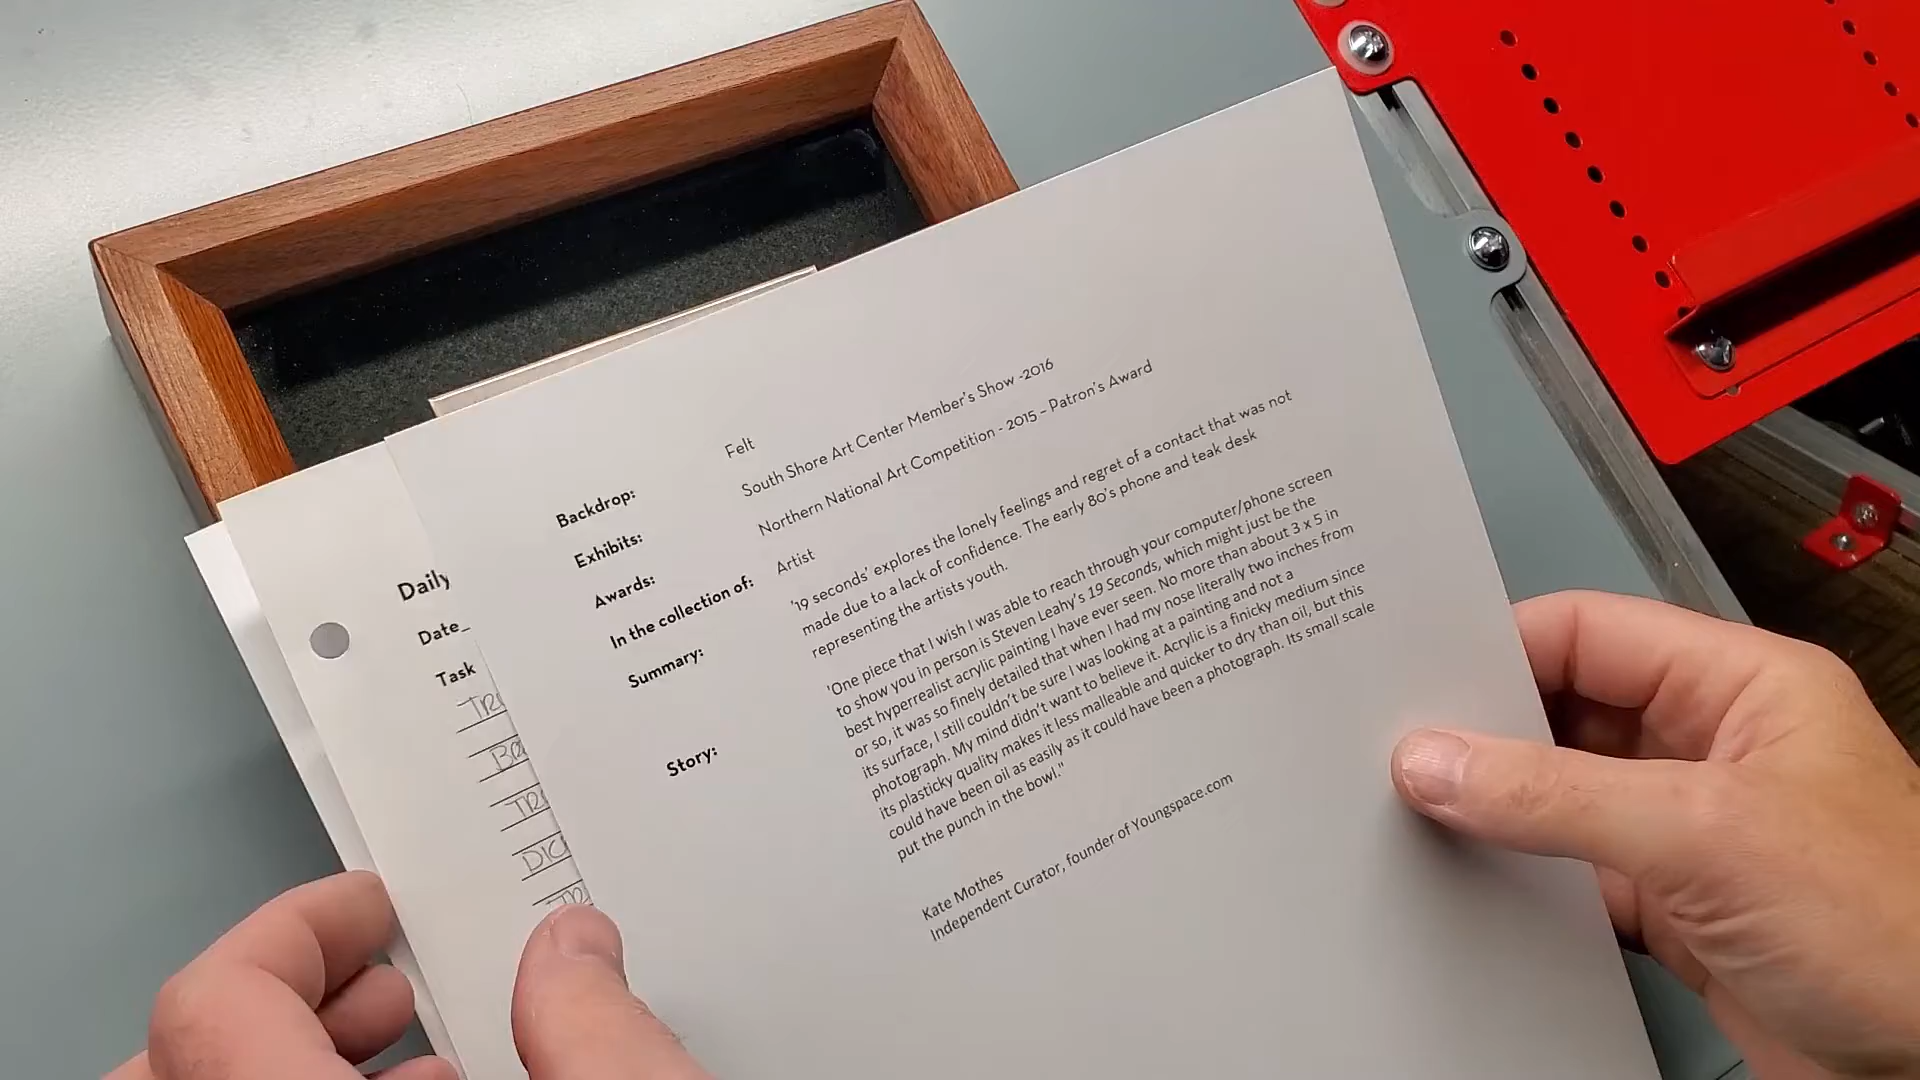 Backdrop: Felt
Exhibits: South Shore Art Center Member's Show -2016
Awards: Northern National Art Competition - 2015 – Patron's Award
In the collection of: Artist
Summary: '19 seconds' explores the lonely feelings and regret of a contact that was not
made due to a lack of confidence. The early 80's phone and teak desk
representing the artists youth.
Story: 'One piece that I wish I was able to reach through your computer/phone screen
to show you in person is Steven Leahy's 19 Seconds, which might just be the
best hyperrealist acrylic painting I have ever seen. No more than about 3 x 5 in
or so, it was so finely detailed that when I had my nose literally two inches from
its surface, I still couldn't be sure I was looking at a painting and not a
photograph. My mind didn't want to believe it. Acrylic is a finicky medium since
its plasticky quality makes it less malleable and quicker to dry than oil, but this
could have been oil as easily as it could have been a photograph. Its small scale
put the punch in the bowl."
Kate Mothes
Independent Curator, founder of Youngspace.com
Daily
Date_
Task